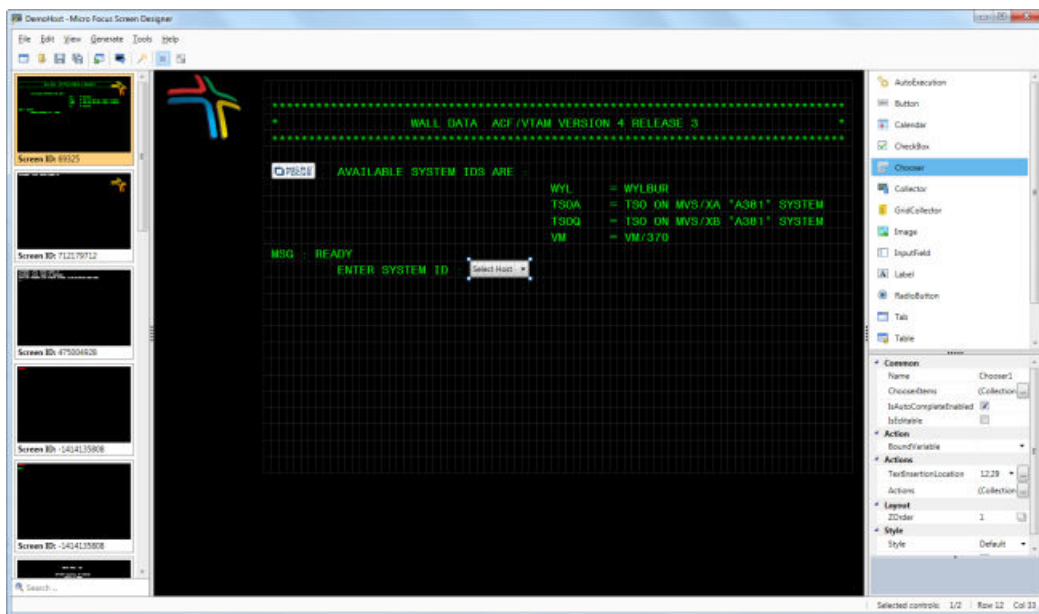 DemoHost - Micro Focus Screen Designer
File Edit View Generate Tools Help
Screen ID: 69325
Screen ID: 712179712
Screen ID: 475004928
Screen ID: -1414135808
Screen ID: -1414135808
Search...
WALL DATA ACF/VTAM VERSION 4 RELEASE 3
AVAILABLE SYSTEM IDS ARE :
WYL = WYLBUR
TSOA = TSO ON MVS/XA "A381" SYSTEM
TSOQ = TSO ON MVS/XB "A381" SYSTEM
VM = VM/370
MSG : READY
ENTER SYSTEM ID : Select Host
AutoExecution
Button
Calendar
CheckBox
Chooser
Collector
GridCollector
Image
InputField
Label
RadioButton
Tab
Table
Common
Name Chooser1
ChooserItems (Collection ...
IsAutoCompleteEnabled
IsEditable
Action
BoundVariable
Actions
TextInsertionLocation 12,29 ...
Actions (Collection ...
Layout
ZOrder 1
Style
Style Default
Selected controls: 1/2 Row 12 Col 33